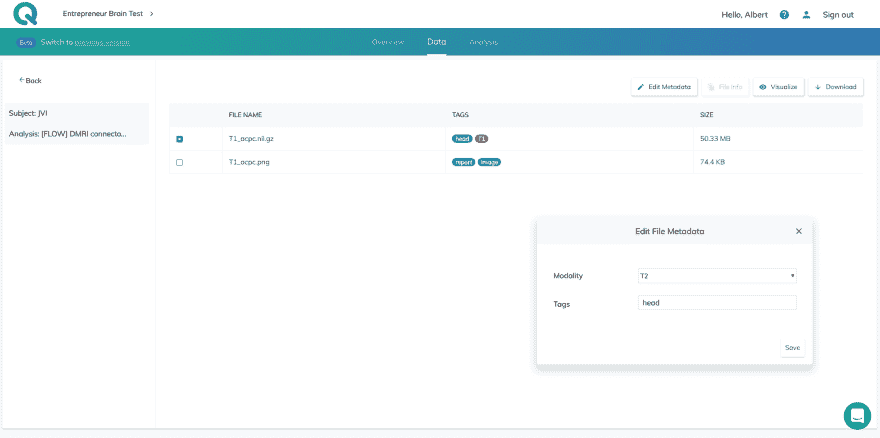 Entrepreneur Brain Test >
Hello, Albert ? Sign out
Beta Switch to previous version
Overview Data Analysis
Back
Edit Metadata File Info Visualize Download
Subject: JVI
Analysis: [FLOW] DMRI connecto...
FILE NAME TAGS SIZE
T1_acpc.nii.gz head T1 50.33 MB
T1_acpc.png report image 74.4 KB
Edit File Metadata
Modality T2
Tags head
Save